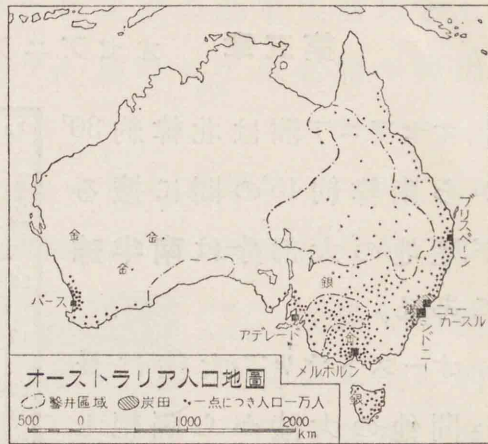 金
金
金
パース
銀
アデレード
ブリスベーン
ニュー
カースル
シドニー
メルボルン
銀
オーストラリア人口地圖
鑿井區域 炭田 一点につき人口一万人
500 0 1000 2000
km